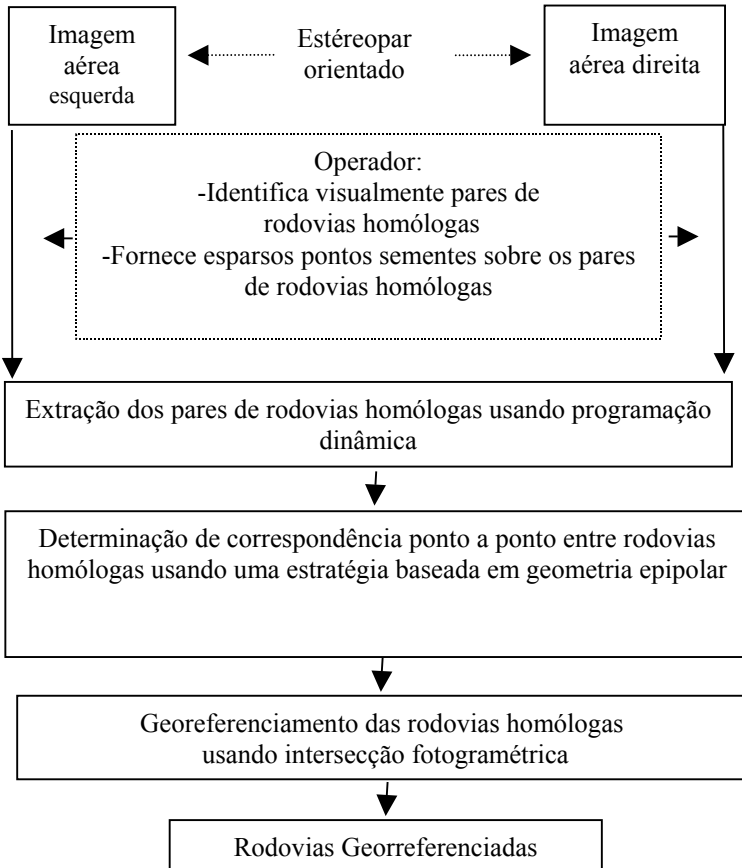 Imagem
aérea
esquerda
Estéreopar
orientado
Imagem
aérea direita
Operador:
-Identifica visualmente pares de
rodovias homólogas
-Fornece esparsos pontos sementes sobre os pares
de rodovias homólogas
Extração dos pares de rodovias homólogas usando programação
dinâmica
Determinação de correspondência ponto a ponto entre rodovias
homólogas usando uma estratégia baseada em geometria epipolar
Georeferenciamento das rodovias homólogas
usando intersecção fotogramétrica
Rodovias Georreferenciadas